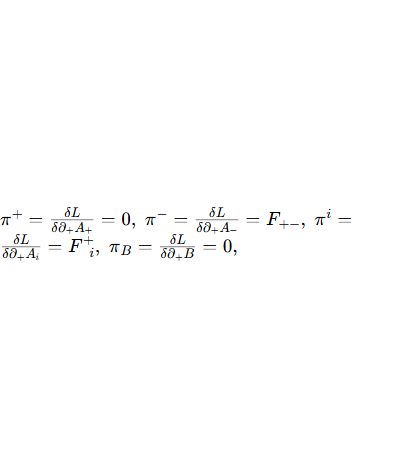 π⁺ = δL/δ∂₊A₊ = 0, π⁻ = δL/δ∂₊A₋ = F₊₋, πⁱ =
δL/δ∂₊Aᵢ = F⁺ᵢ, π_B = δL/δ∂₊B = 0,